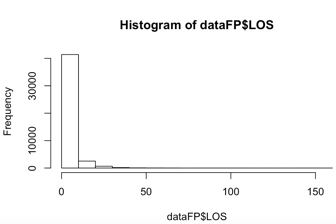 Histogram of dataFP$LOS
Frequency
30000
10000
0
0 50 100 150
dataFP$LOS